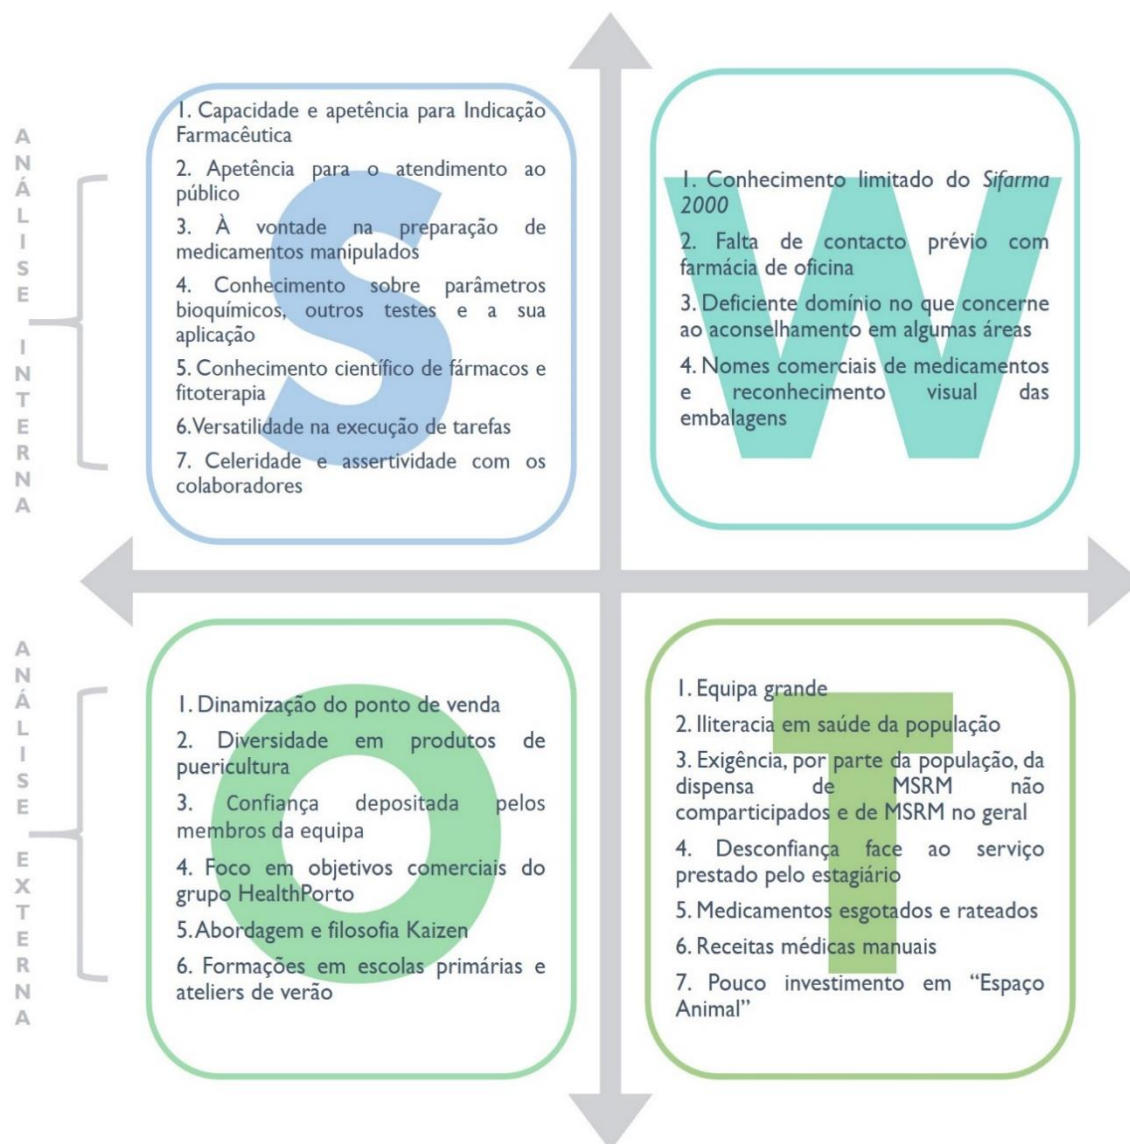 ANÁLISE INTERNA
S
1. Capacidade e apetência para Indicação
Farmacêutica
2. Apetência para o atendimento ao
público
3. À vontade na preparação de
medicamentos manipulados
4. Conhecimento sobre parâmetros
bioquímicos, outros testes e a sua
aplicação
5. Conhecimento científico de fármacos e
fitoterapia
6. Versatilidade na execução de tarefas
7. Celeridade e assertividade com os
colaboradores
W
1. Conhecimento limitado do Sifarma
2000
2. Falta de contacto prévio com
farmácia de oficina
3. Deficiente domínio no que concerne
ao aconselhamento em algumas áreas
4. Nomes comerciais de medicamentos
e reconhecimento visual das
embalagens
ANÁLISE EXTERNA
O
1. Dinamização do ponto de venda
2. Diversidade em produtos de
puericultura
3. Confiança depositada pelos
membros da equipa
4. Foco em objetivos comerciais do
grupo HealthPorto
5. Abordagem e filosofia Kaizen
6. Formações em escolas primárias e
ateliers de verão
T
1. Equipa grande
2. Iliteracia em saúde da população
3. Exigência, por parte da população, da
dispensa de MSRM não
comparticipados e de MSRM no geral
4. Desconfiança face ao serviço
prestado pelo estagiário
5. Medicamentos esgotados e rateados
6. Receitas médicas manuais
7. Pouco investimento em “Espaço
Animal”